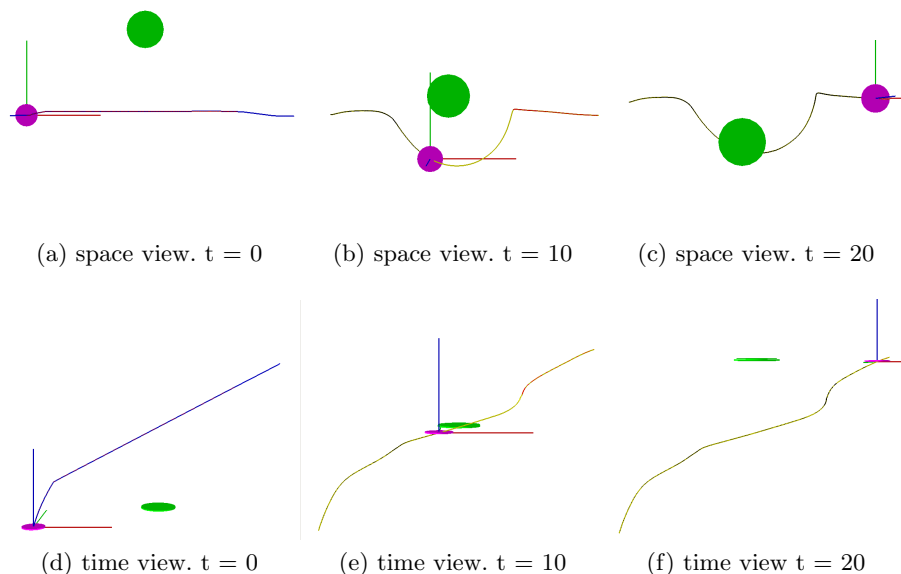 (a) space view. t = 0
(b) space view. t = 10
(c) space view. t = 20
(d) time view. t = 0
(e) time view. t = 10
(f) time view t = 20